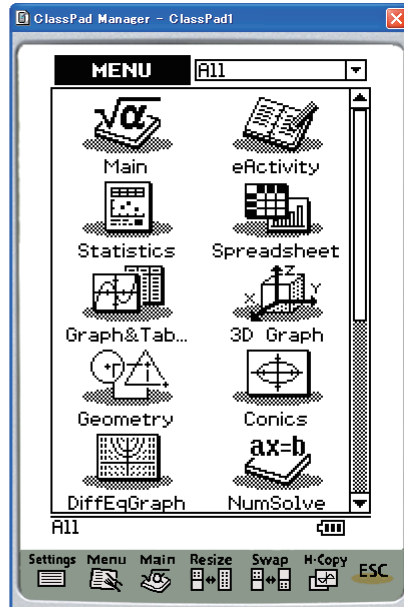 ClassPad Manager - ClassPad1
MENU All
√α
Main eActivity
Statistics Spreadsheet
Z
X Y
Graph&Tab... 3D Graph
r
Geometry Conics
ax=b
DiffEqGraph NumSolve
All
Settings Menu Main Resize Swap H·Copy ESC